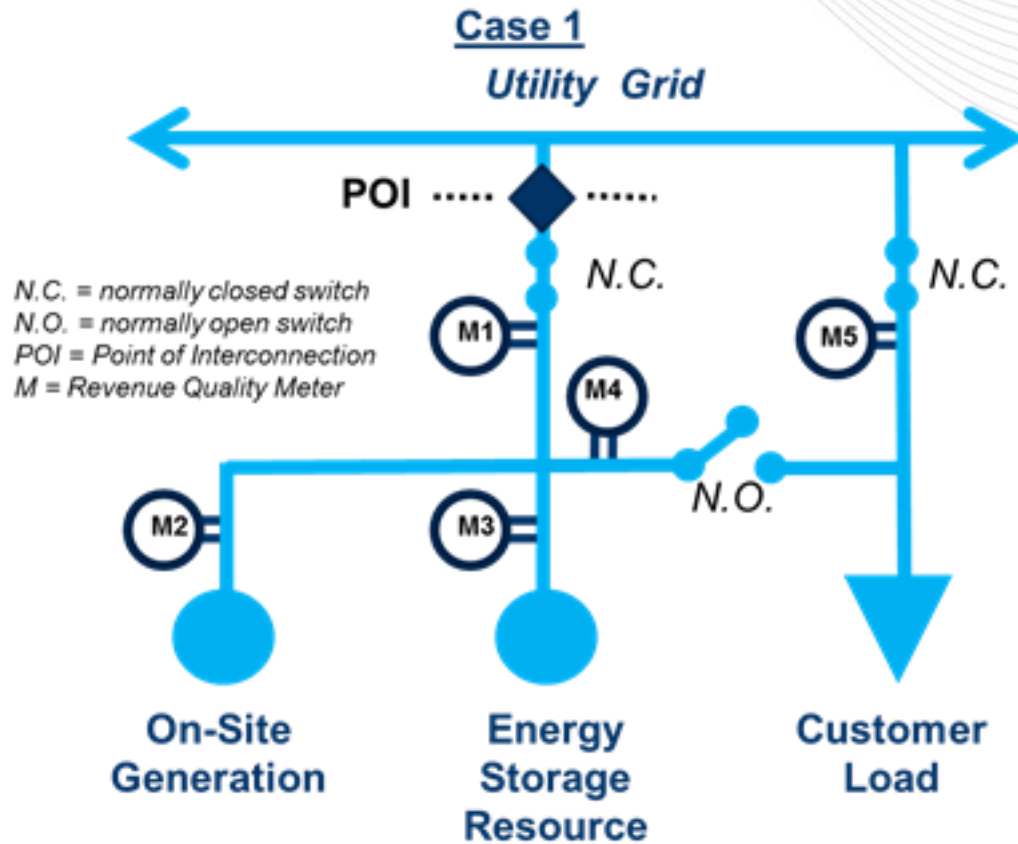 Case 1
Utility Grid
POI
N.C.
N.C.
N.C. = normally closed switch
N.O. = normally open switch
POI = Point of Interconnection
M = Revenue Quality Meter
M1
M5
M4
N.O.
M2
M3
On-Site
Generation
Energy
Storage
Resource
Customer
Load